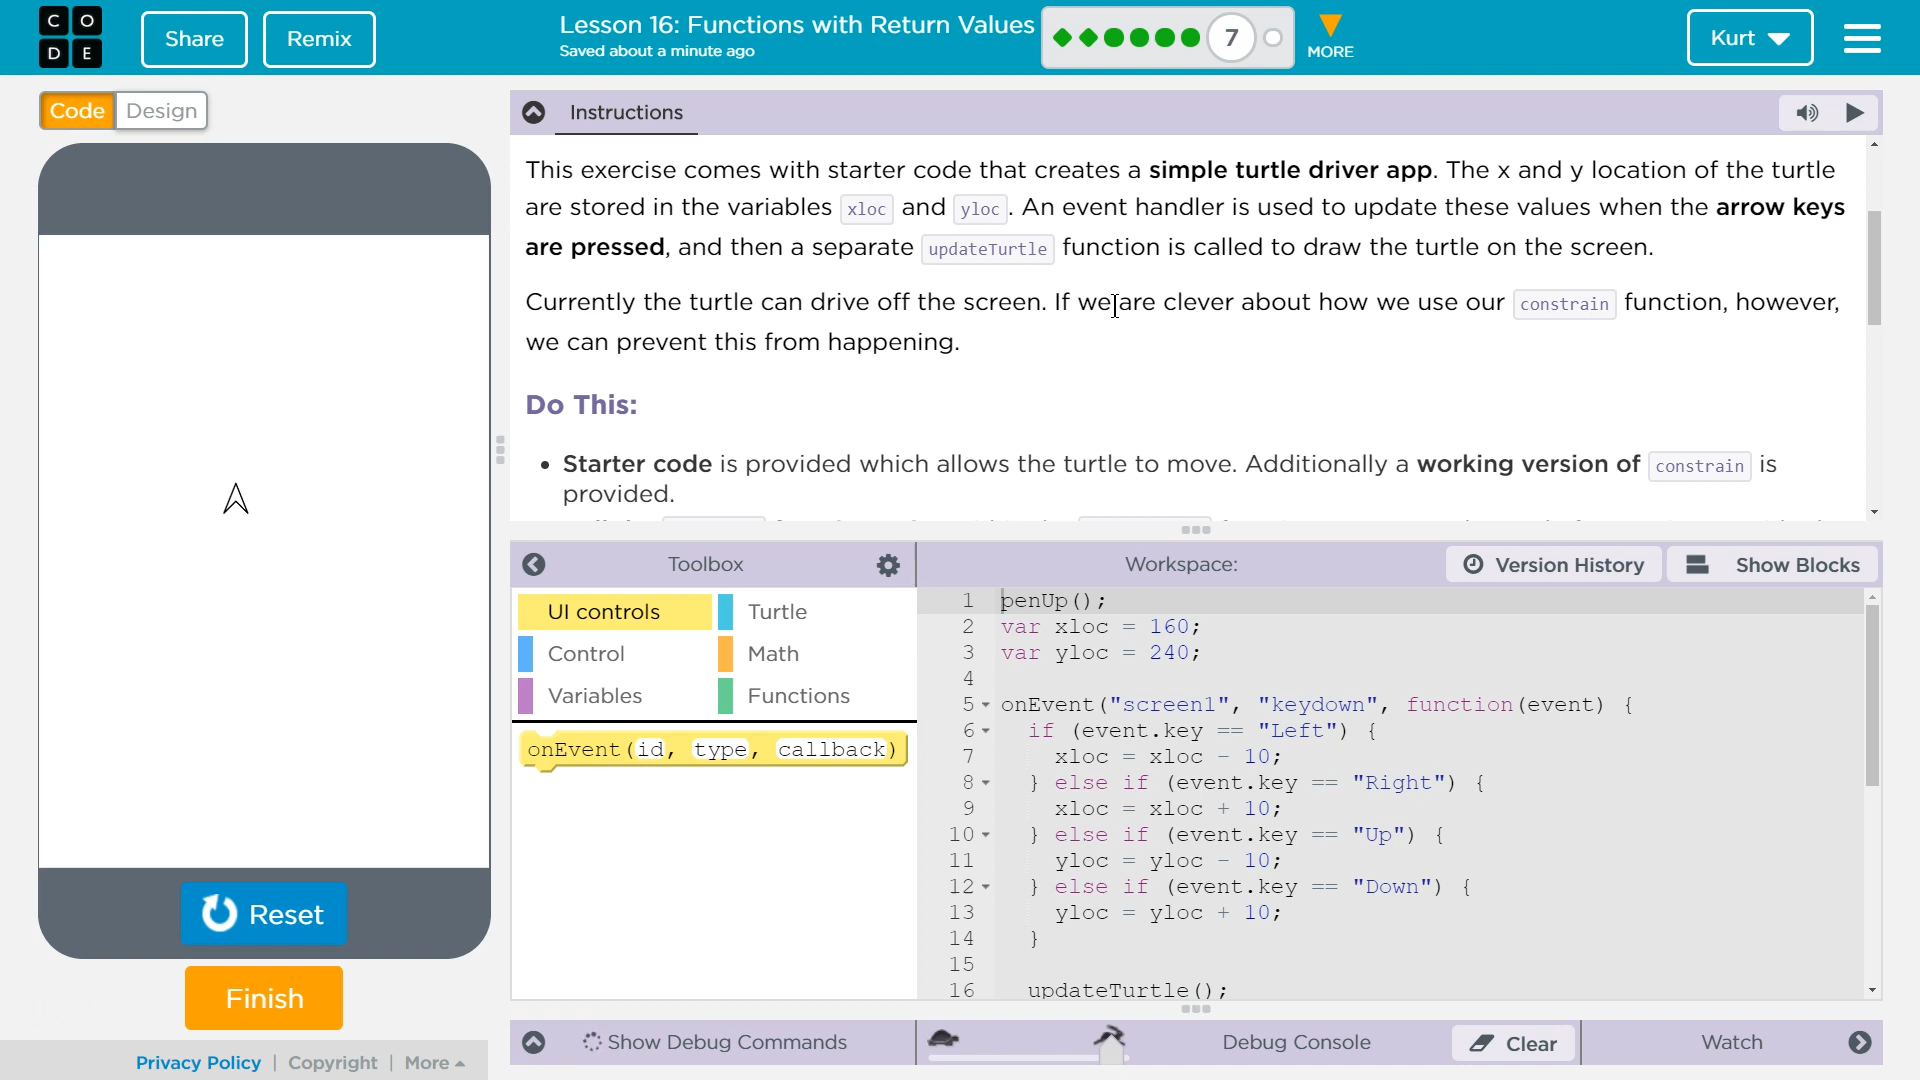 C O
D E
Share
Remix
Lesson 16: Functions with Return Values
Saved about a minute ago
7
MORE
Kurt
Code
Design
Instructions
This exercise comes with starter code that creates a simple turtle driver app. The x and y location of the turtle
are stored in the variables xloc and yloc . An event handler is used to update these values when the arrow keys
are pressed, and then a separate updateTurtle function is called to draw the turtle on the screen.
Currently the turtle can drive off the screen. If we are clever about how we use our constrain function, however,
we can prevent this from happening.
Do This:
• Starter code is provided which allows the turtle to move. Additionally a working version of constrain is
provided.
Toolbox
Workspace:
Version History
Show Blocks
UI controls
Turtle
Control
Math
Variables
Functions
onEvent(id, type, callback)
1 penUp();
2 var xloc = 160;
3 var yloc = 240;
4
5 onEvent("screen1", "keydown", function(event) {
6 if (event.key == "Left") {
7 xloc = xloc - 10;
8 } else if (event.key == "Right") {
9 xloc = xloc + 10;
10 } else if (event.key == "Up") {
11 yloc = yloc - 10;
12 } else if (event.key == "Down") {
13 yloc = yloc + 10;
14 }
15
16 updateTurtle();
Reset
Finish
Privacy Policy | Copyright | More
Show Debug Commands
Debug Console
Clear
Watch